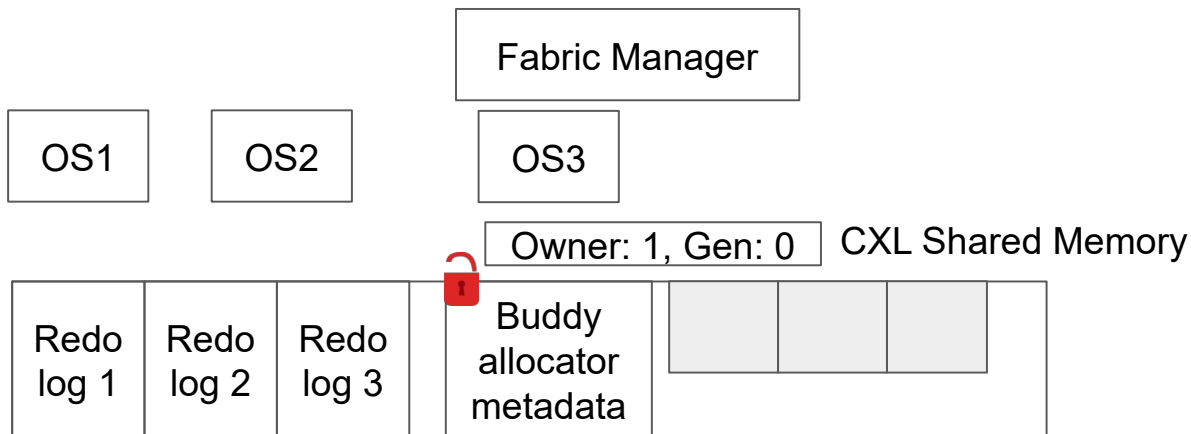 Fabric Manager
OS1
OS2
OS3
Owner: 1, Gen: 0
CXL Shared Memory
Redo
log 1
Redo
log 2
Redo
log 3
Buddy
allocator
metadata